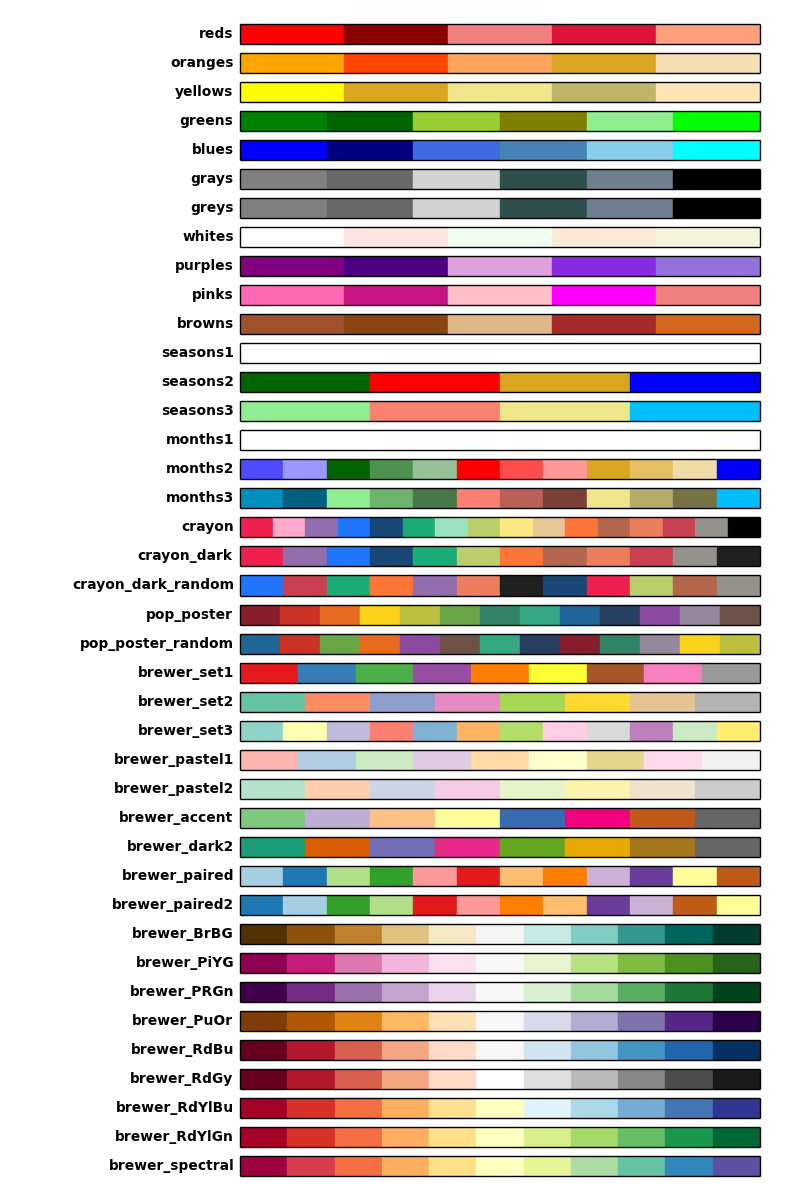 reds
oranges
yellows
greens
blues
grays
greys
whites
purples
pinks
browns
seasons1
seasons2
seasons3
months1
months2
months3
crayon
crayon_dark
crayon_dark_random
pop_poster
pop_poster_random
brewer_set1
brewer_set2
brewer_set3
brewer_pastel1
brewer_pastel2
brewer_accent
brewer_dark2
brewer_paired
brewer_paired2
brewer_BrBG
brewer_PiYG
brewer_PRGn
brewer_PuOr
brewer_RdBu
brewer_RdGy
brewer_RdYlBu
brewer_RdYlGn
brewer_spectral